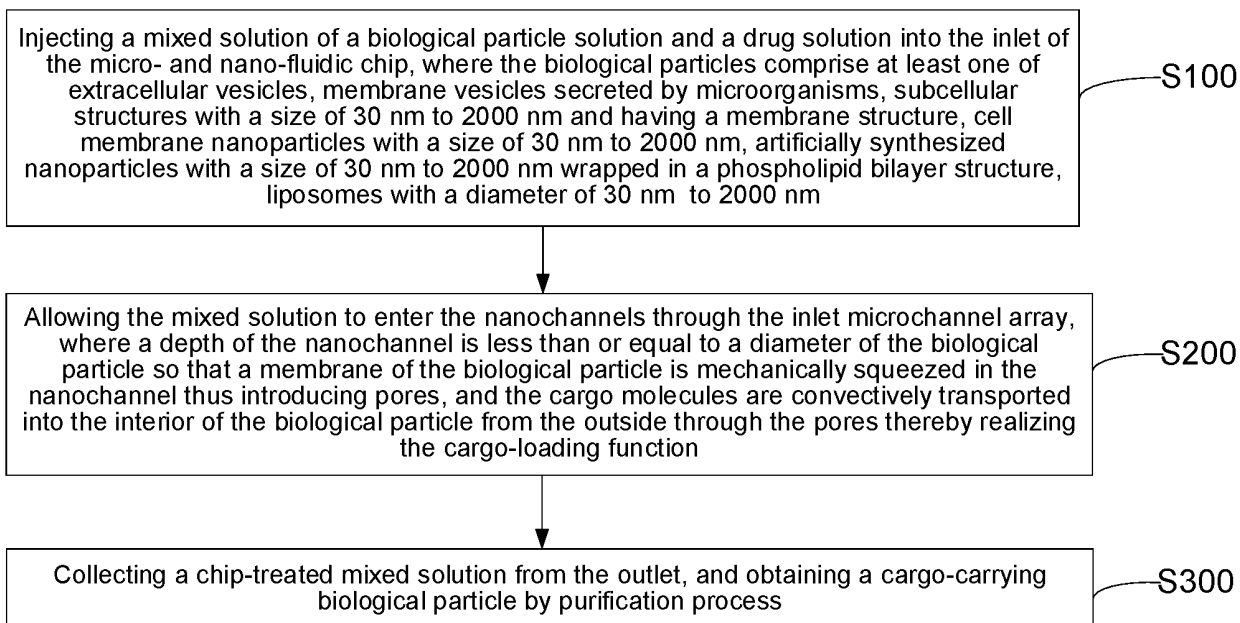 Injecting a mixed solution of a biological particle solution and a drug solution into the inlet of
the micro- and nano-fluidic chip, where the biological particles comprise at least one of
extracellular vesicles, membrane vesicles secreted by microorganisms, subcellular
structures with a size of 30 nm to 2000 nm and having a membrane structure, cell
membrane nanoparticles with a size of 30 nm to 2000 nm, artificially synthesized
nanoparticles with a size of 30 nm to 2000 nm wrapped in a phospholipid bilayer structure,
liposomes with a diameter of 30 nm to 2000 nm
S100
Allowing the mixed solution to enter the nanochannels through the inlet microchannel array,
where a depth of the nanochannel is less than or equal to a diameter of the biological
particle so that a membrane of the biological particle is mechanically squeezed in the
nanochannel thus introducing pores, and the cargo molecules are convectively transported
into the interior of the biological particle from the outside through the pores thereby realizing
the cargo-loading function
S200
Collecting a chip-treated mixed solution from the outlet, and obtaining a cargo-carrying
biological particle by purification process
S300